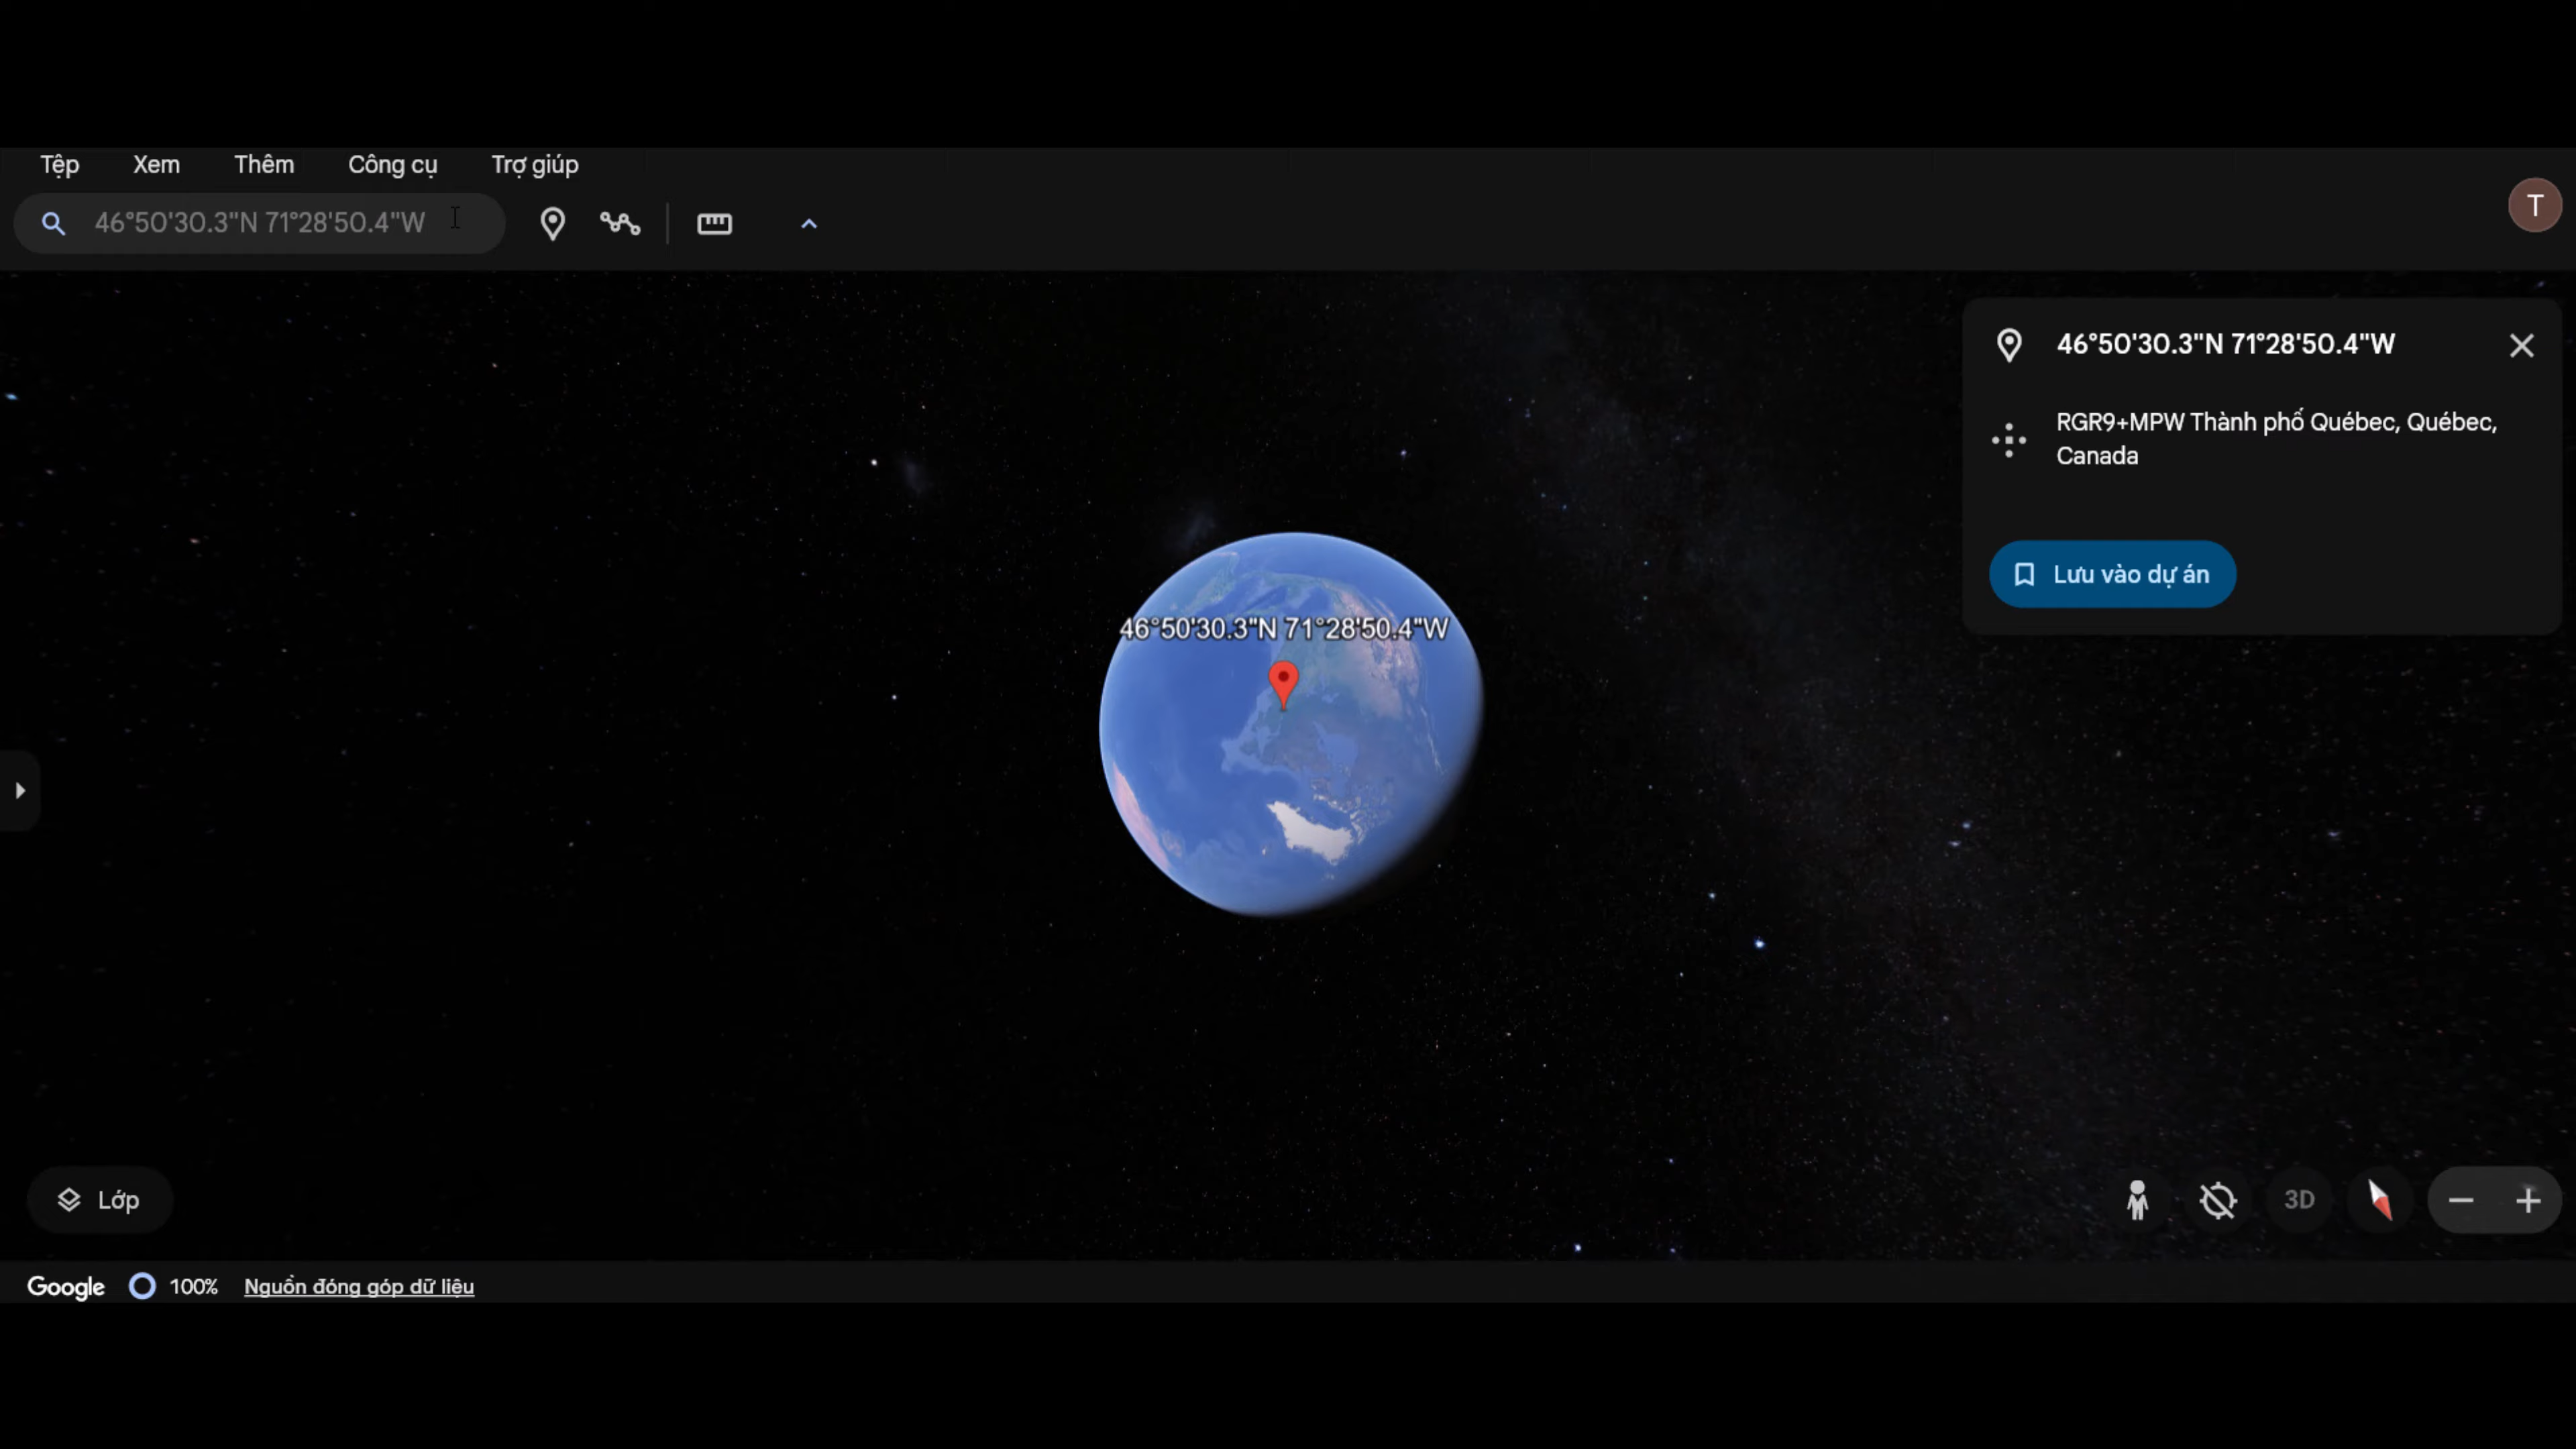 Tệp Xem Thêm Công cụ Trợ giúp
46°50'30.3"N 71°28'50.4"W
T
46°50'30.3"N 71°28'50.4"W
RGR9+MPW Thành phố Québec, Québec,
Canada
Lưu vào dự án
46°50'30.3"N 71°28'50.4"W
Lớp
3D
Google 100% Nguồn đóng góp dữ liệu